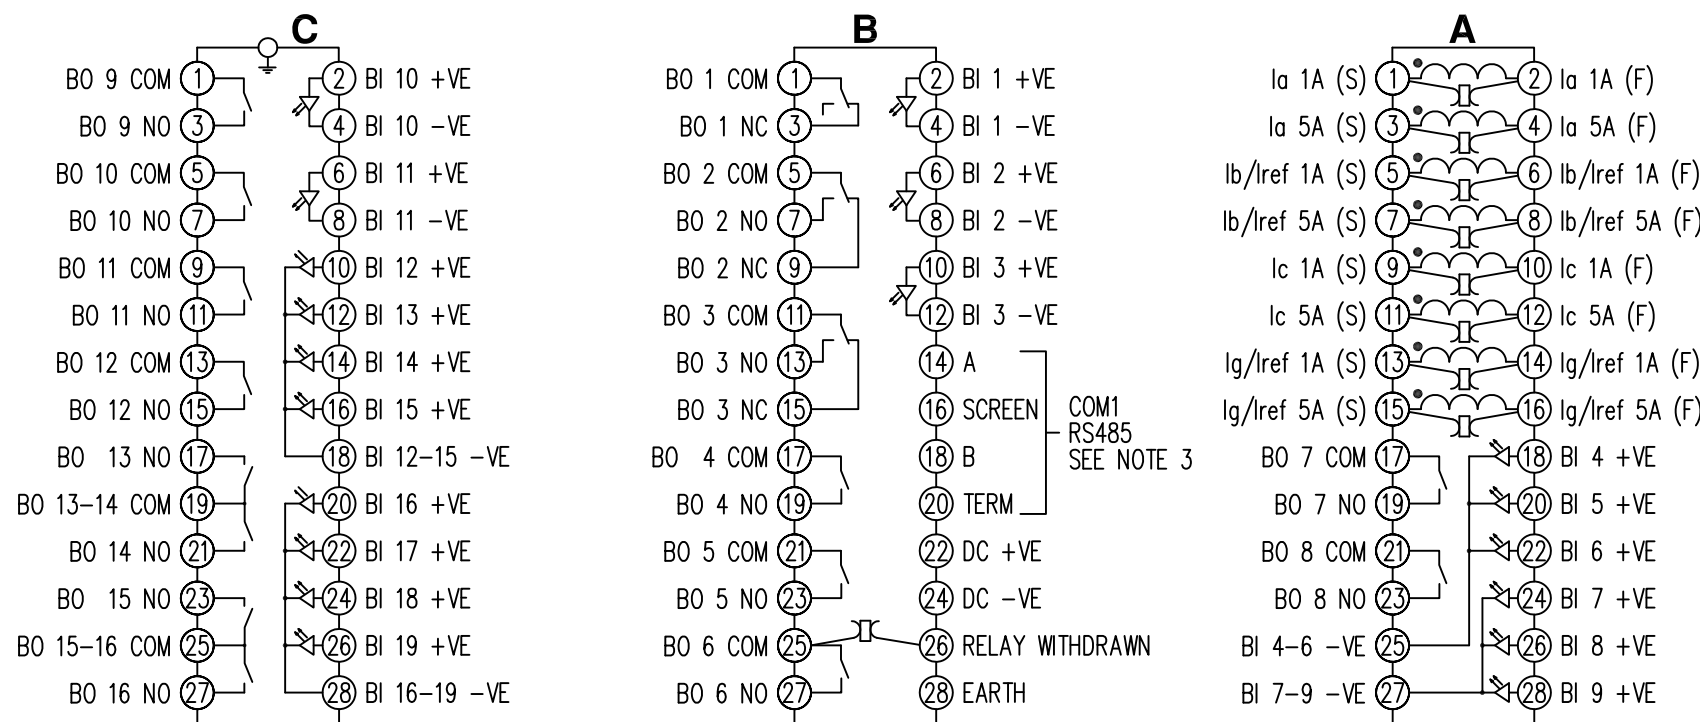 C
BO 9 COM 1 2 BI 10 +VE
BO 9 NO 3 4 BI 10 -VE
BO 10 COM 5 6 BI 11 +VE
BO 10 NO 7 8 BI 11 -VE
BO 11 COM 9 10 BI 12 +VE
BO 11 NO 11 12 BI 13 +VE
BO 12 COM 13 14 BI 14 +VE
BO 12 NO 15 16 BI 15 +VE
BO 13 NO 17 18 BI 12-15 -VE
BO 13-14 COM 19 20 BI 16 +VE
BO 14 NO 21 22 BI 17 +VE
BO 15 NO 23 24 BI 18 +VE
BO 15-16 COM 25 26 BI 19 +VE
BO 16 NO 27 28 BI 16-19 -VE
B
BO 1 COM 1 2 BI 1 +VE
BO 1 NC 3 4 BI 1 -VE
BO 2 COM 5 6 BI 2 +VE
BO 2 NO 7 8 BI 2 -VE
BO 2 NC 9 10 BI 3 +VE
BO 3 COM 11 12 BI 3 -VE
BO 3 NO 13 14 A
BO 3 NC 15 16 SCREEN
BO 4 COM 17 18 B
BO 4 NO 19 20 TERM
COM1
RS485
SEE NOTE 3
BO 5 COM 21 22 DC +VE
BO 5 NO 23 24 DC -VE
BO 6 COM 25 26 RELAY WITHDRAWN
BO 6 NO 27 28 EARTH
A
Ia 1A (S) 1 2 Ia 1A (F)
Ia 5A (S) 3 4 Ia 5A (F)
Ib/Iref 1A (S) 5 6 Ib/Iref 1A (F)
Ib/Iref 5A (S) 7 8 Ib/Iref 5A (F)
Ic 1A (S) 9 10 Ic 1A (F)
Ic 5A (S) 11 12 Ic 5A (F)
Ig/Iref 1A (S) 13 14 Ig/Iref 1A (F)
Ig/Iref 5A (S) 15 16 Ig/Iref 5A (F)
BO 7 COM 17 18 BI 4 +VE
BO 7 NO 19 20 BI 5 +VE
BO 8 COM 21 22 BI 6 +VE
BO 8 NO 23 24 BI 7 +VE
BI 4-6 -VE 25 26 BI 8 +VE
BI 7-9 -VE 27 28 BI 9 +VE